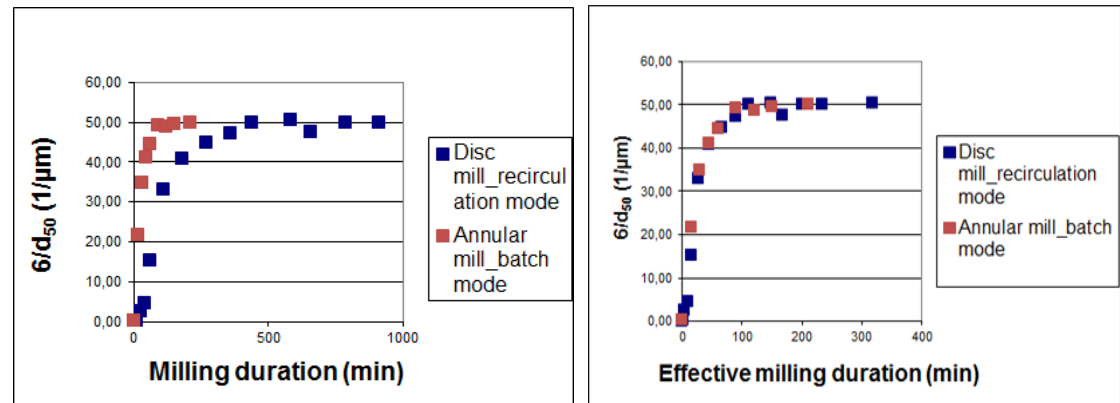 60,00
50,00
40,00
30,00
20,00
10,00
0,00
0
500
1000
6/d50 (1/µm)
Milling duration (min)
Disc
mill_recircul
ation mode
Annular
mill_batch
mode
60,00
50,00
40,00
30,00
20,00
10,00
0,00
0
100
200
300
400
6/d50 (1/µm)
Effective milling duration (min)
Disc
mill_recirculation
mode
Annular mill_batch
mode